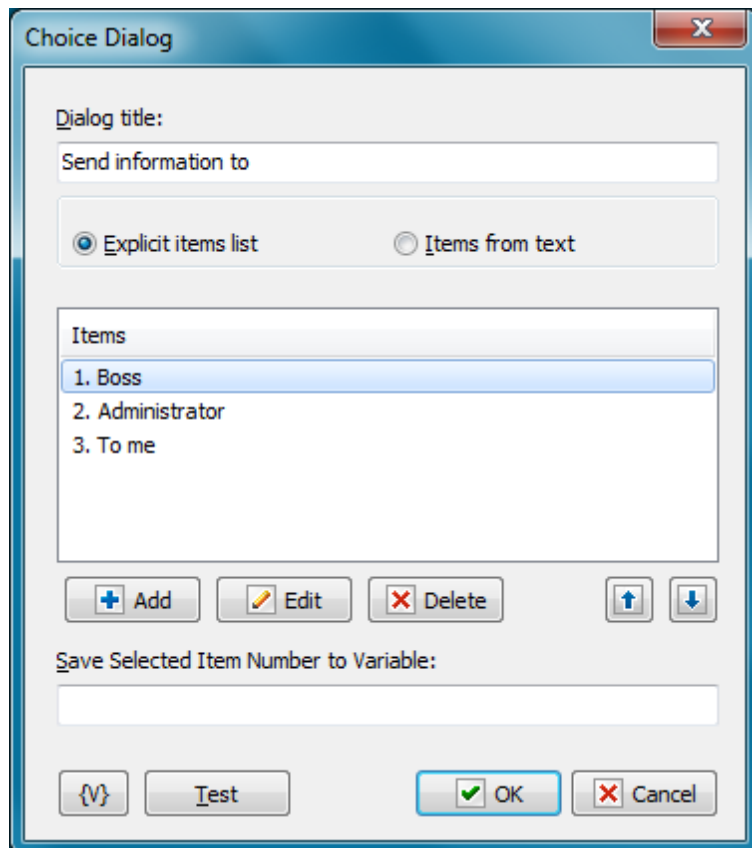 Choice Dialog
Dialog title:
Send information to
Explicit items list Items from text
Items
1. Boss
2. Administrator
3. To me
Add Edit Delete
Save Selected Item Number to Variable:
{V} Test OK Cancel